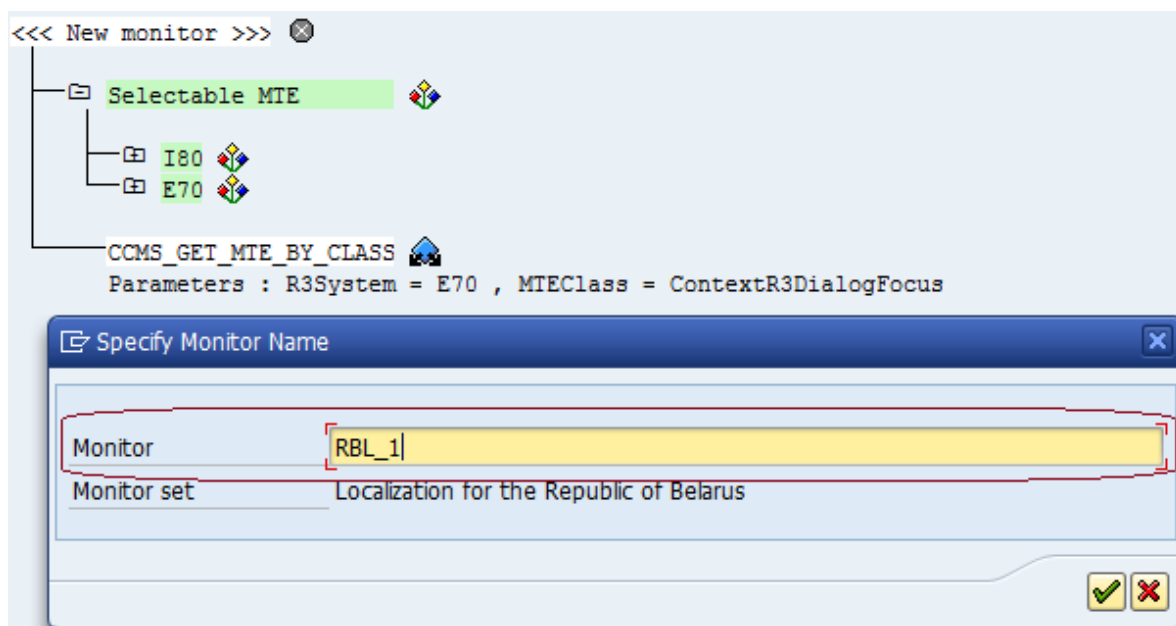 <<< New monitor >>>
Selectable MTE
I80
E70
CCMS_GET_MTE_BY_CLASS
Parameters : R3System = E70 , MTEClass = ContextR3DialogFocus
Specify Monitor Name
Monitor RBL_1
Monitor set Localization for the Republic of Belarus